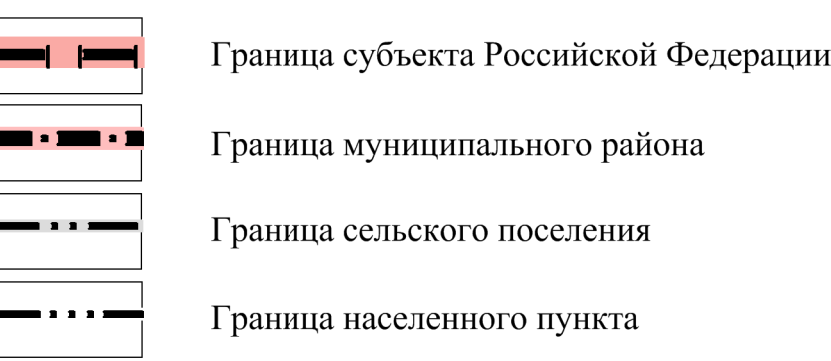 Граница субъекта Российской Федерации
Граница муниципального района
Граница сельского поселения
Граница населенного пункта